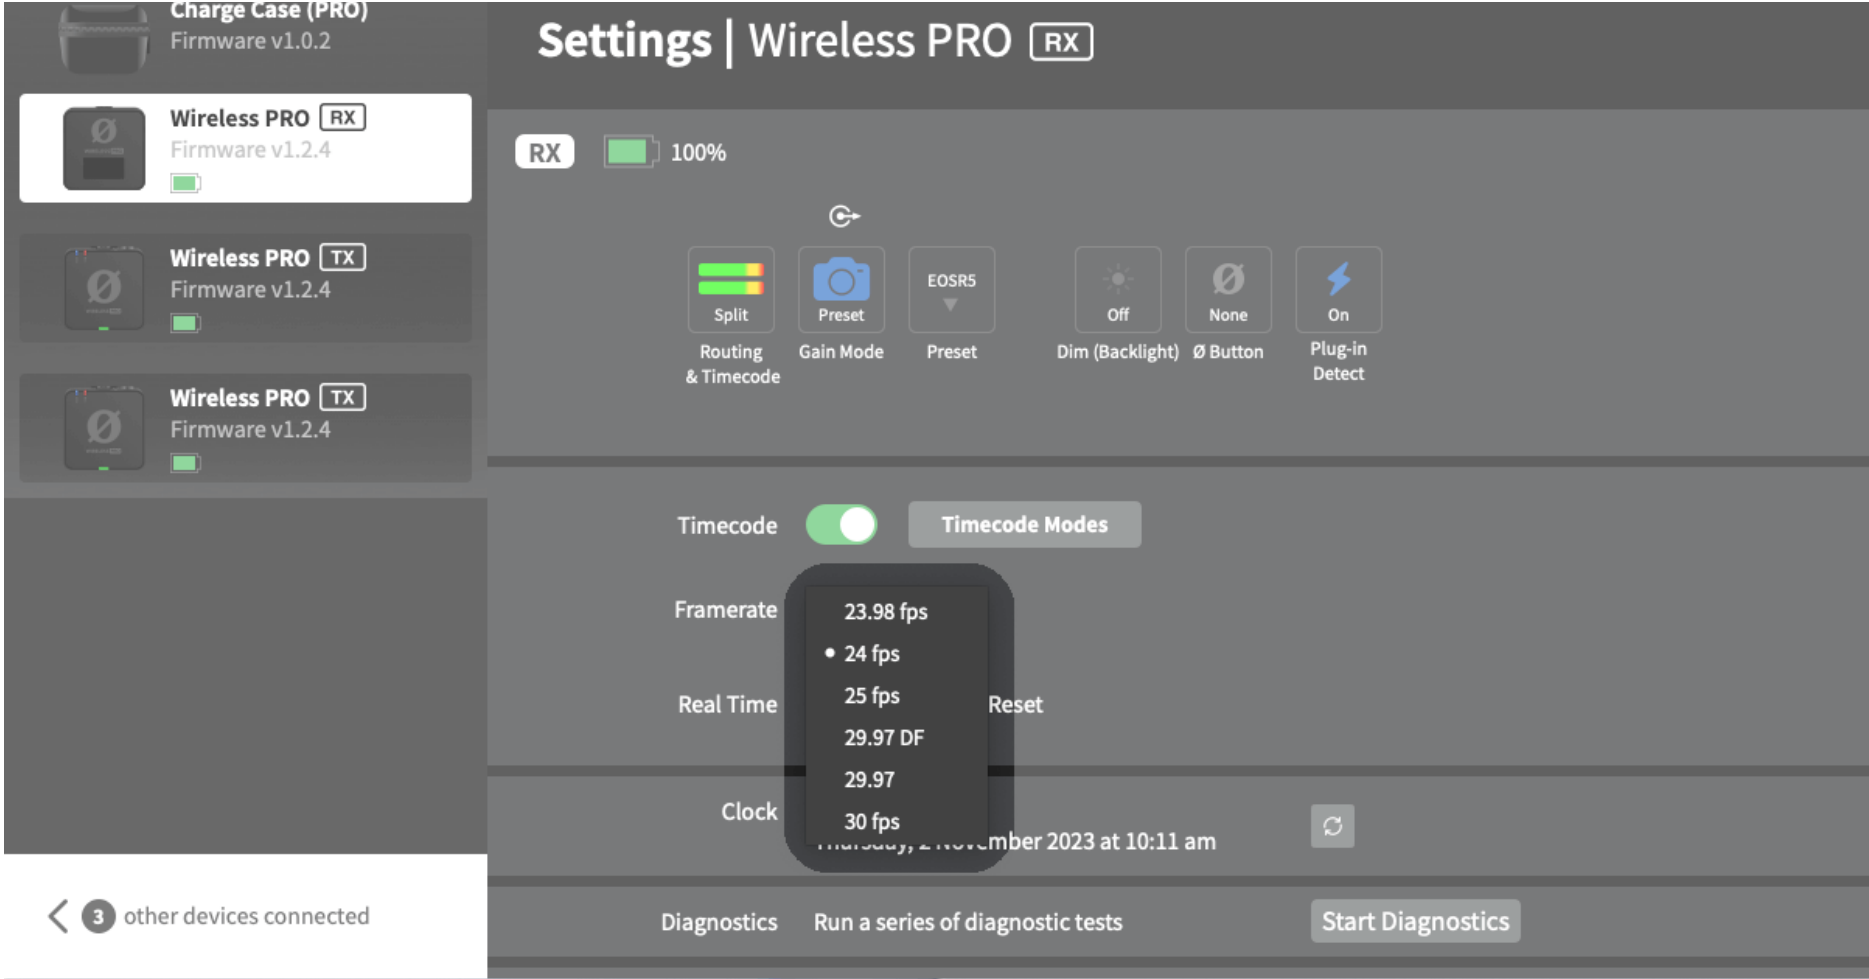 Charge Case (PRO)
Firmware v1.0.2
Wireless PRO RX
Firmware v1.2.4
Wireless PRO TX
Firmware v1.2.4
Wireless PRO TX
Firmware v1.2.4
3 other devices connected
Settings | Wireless PRO RX
RX 100%
Split
Routing
& Timecode
Preset
Gain Mode
EOSR5
Preset
Off
Dim (Backlight)
Ø
None
Ø Button
On
Plug-in
Detect
Timecode
Timecode Modes
Framerate
23.98 fps
24 fps
25 fps
29.97 DF
29.97
30 fps
Real Time
Reset
Clock
Thursday, 2 November 2023 at 10:11 am
Diagnostics
Run a series of diagnostic tests
Start Diagnostics